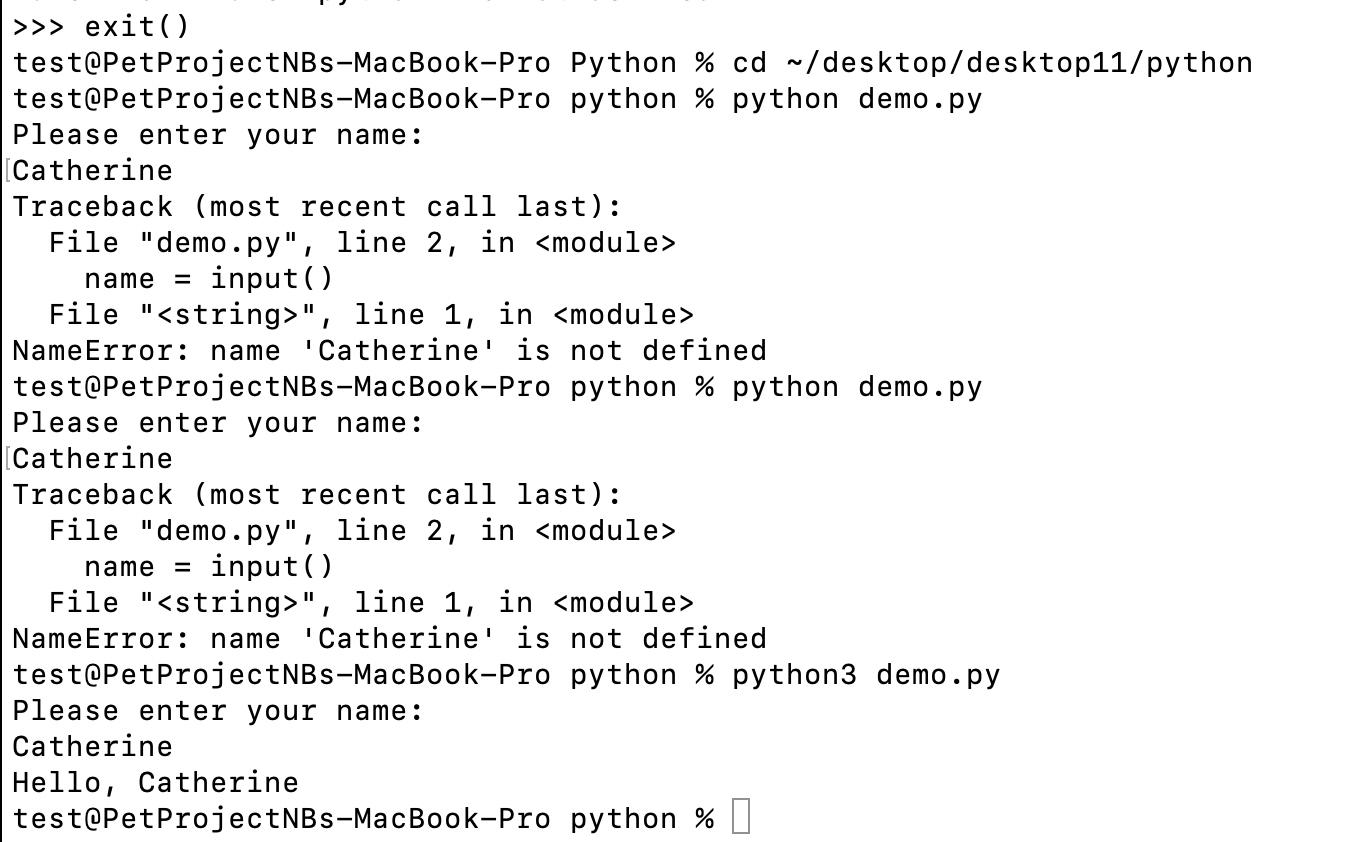 >>> exit()
test@PetProjectNBs-MacBook-Pro Python % cd ~/desktop/desktop11/python
test@PetProjectNBs-MacBook-Pro python % python demo.py
Please enter your name:
[Catherine
Traceback (most recent call last):
  File "demo.py", line 2, in <module>
    name = input()
  File "<string>", line 1, in <module>
NameError: name 'Catherine' is not defined
test@PetProjectNBs-MacBook-Pro python % python demo.py
Please enter your name:
[Catherine
Traceback (most recent call last):
  File "demo.py", line 2, in <module>
    name = input()
  File "<string>", line 1, in <module>
NameError: name 'Catherine' is not defined
test@PetProjectNBs-MacBook-Pro python % python3 demo.py
Please enter your name:
Catherine
Hello, Catherine
test@PetProjectNBs-MacBook-Pro python %